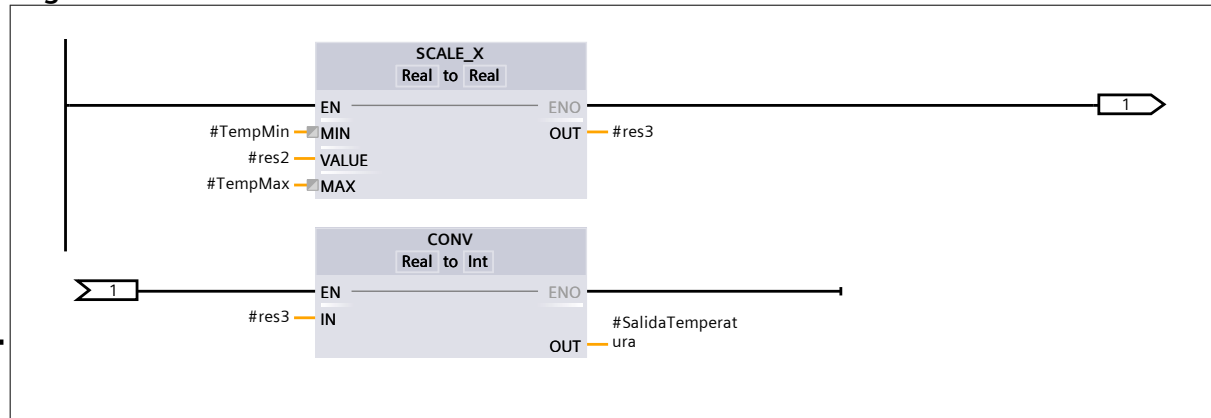 SCALE_X
Real to Real
EN ENO
1
#TempMin MIN OUT #res3
#res2 VALUE
#TempMax MAX
CONV
Real to Int
1
EN ENO
#res3 IN
#SalidaTemperat
OUT ura